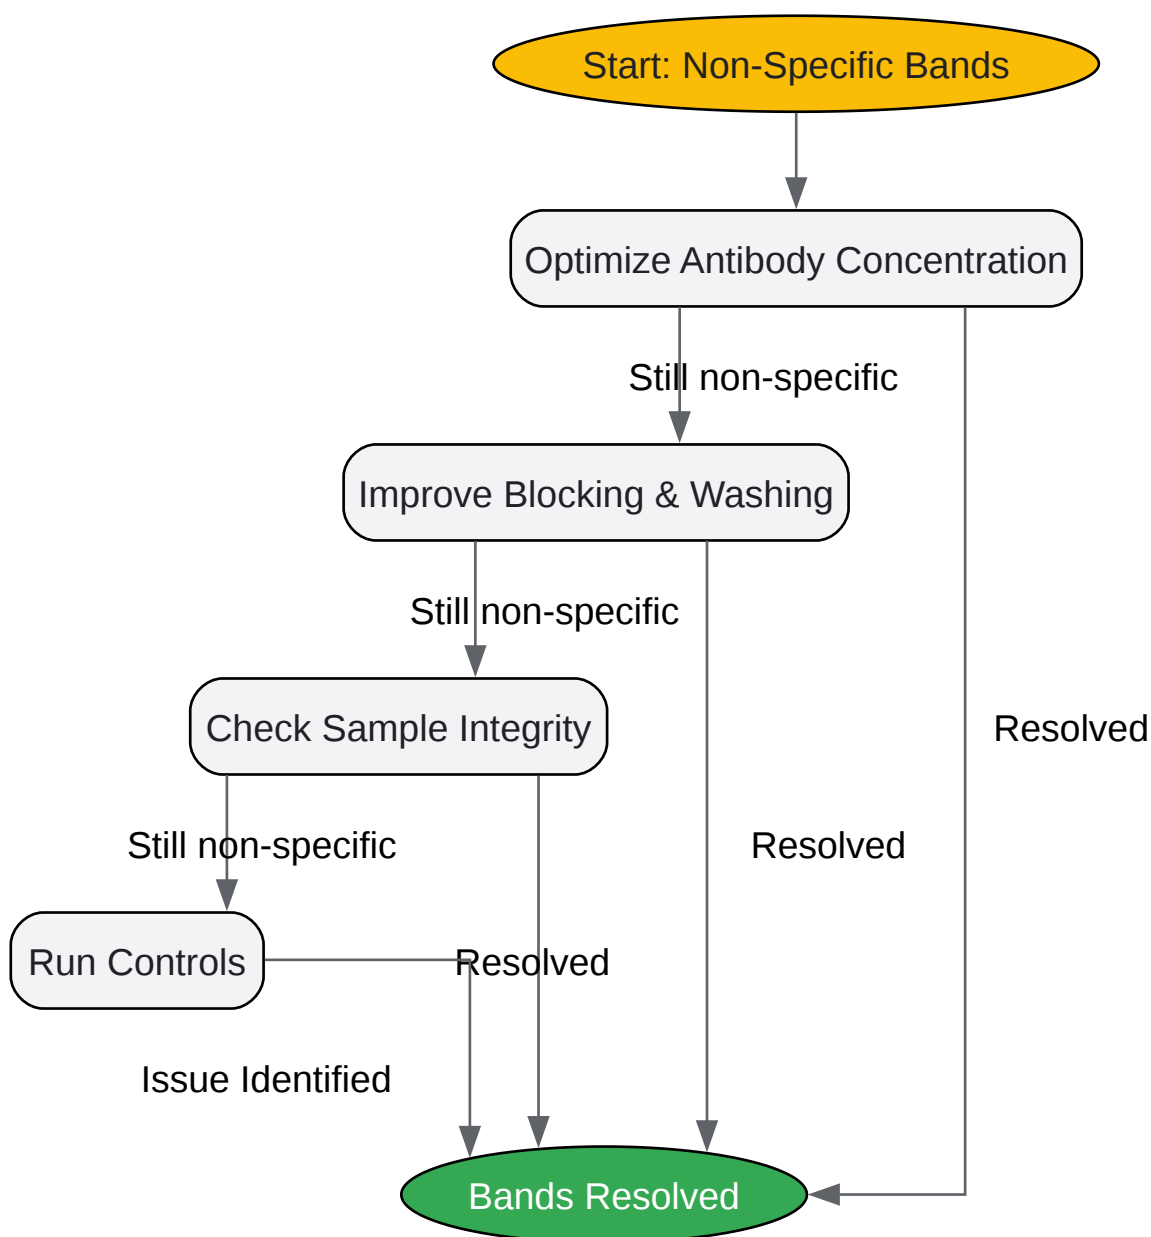 Start: Non-Specific Bands
Optimize Antibody Concentration
Still non-specific
Improve Blocking & Washing
Still non-specific
Check Sample Integrity
Resolved
Still non-specific
Resolved
Run Controls
Resolved
Issue Identified
Bands Resolved